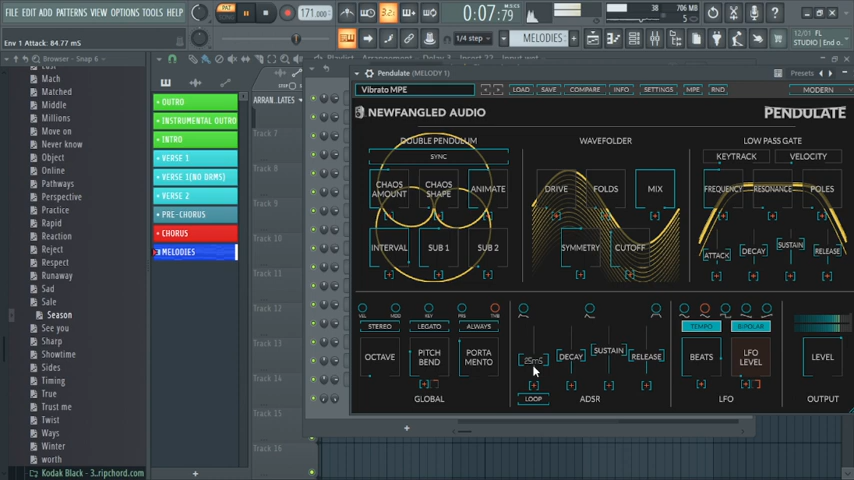 FILE EDIT ADD PATTERNS VIEW OPTIONS TOOLS HELP
PAT
3.2
171.000
0:07:79
38
706 MB
5
Env 1 Attack: 84.77 mS
1/4 step
MELODIES
12/01 FL
STUDIO | End o..
Browser - Snap 6
Playlist - Arrangement
Mach
Matched
Middle
Millions
Move on
Never know
Object
Online
Pathways
Perspective
Practice
Rapid
Reaction
Reject
Respect
Runaway
Sad
Sale
Season
See you
Sharp
Showtime
Sides
Timing
True
Trust me
Twist
Ways
Winter
worth
Kodak Black - 3..ripchord.com
OUTRO
INSTRUMENTAL OUTRO
INTRO
VERSE 1
VERSE 1(NO DRMS)
VERSE 2
PRE-CHORUS
CHORUS
MELODIES
Track 7
Track 8
Track 9
Track 10
Track 11
Track 12
Track 13
Track 14
Track 15
Track 16
Pendulate (MELODY 1)
Presets
Vibrato MPE
LOAD
SAVE
COMPARE
INFO
SETTINGS
MPE
RND
MODERN
NEWFANGLED AUDIO
PENDULATE
DOUBLE PENDULUM
SYNC
CHAOS AMOUNT
CHAOS SHAPE
ANIMATE
INTERVAL
SUB 1
SUB 2
WAVEFOLDER
DRIVE
FOLDS
MIX
SYMMETRY
CUTOFF
LOW PASS GATE
KEYTRACK
VELOCITY
FREQUENCY
RESONANCE
POLES
ATTACK
DECAY
SUSTAIN
RELEASE
STEREO
LEGATO
ALWAYS
OCTAVE
PITCH BEND
PORTA MENTO
GLOBAL
DECAY
SUSTAIN
RELEASE
LOOP
ADSR
TEMPO
BIPOLAR
BEATS
LFO LEVEL
LFO
LEVEL
OUTPUT